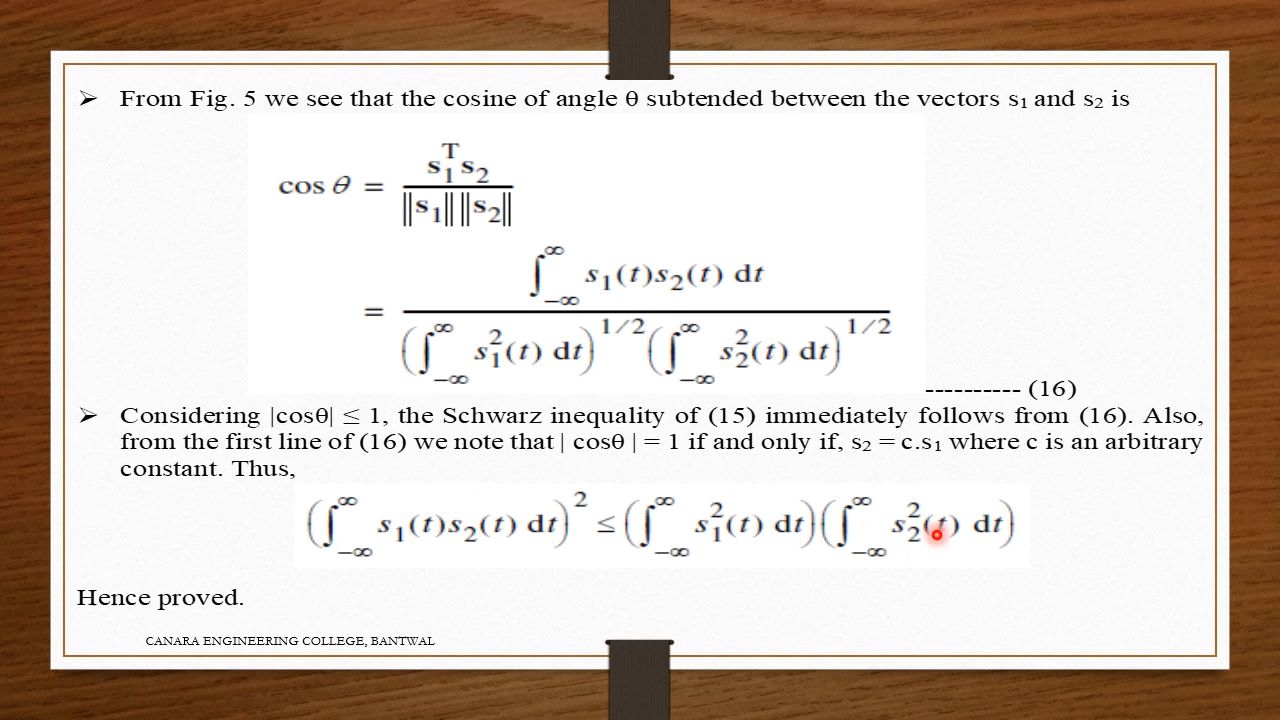 ➢ From Fig. 5 we see that the cosine of angle θ subtended between the vectors s₁ and s₂ is
cos θ = s₁ᵀs₂ / ‖s₁‖ ‖s₂‖
= ∫_{−∞}^{∞} s₁(t)s₂(t) dt / (∫_{−∞}^{∞} s₁²(t) dt)^{1/2} (∫_{−∞}^{∞} s₂²(t) dt)^{1/2}
---------- (16)
➢ Considering |cosθ| ≤ 1, the Schwarz inequality of (15) immediately follows from (16). Also,
from the first line of (16) we note that | cosθ | = 1 if and only if, s₂ = c.s₁ where c is an arbitrary
constant. Thus,
(∫_{−∞}^{∞} s₁(t)s₂(t) dt)² ≤ (∫_{−∞}^{∞} s₁²(t) dt)(∫_{−∞}^{∞} s₂²(t) dt)
Hence proved.
CANARA ENGINEERING COLLEGE, BANTWAL